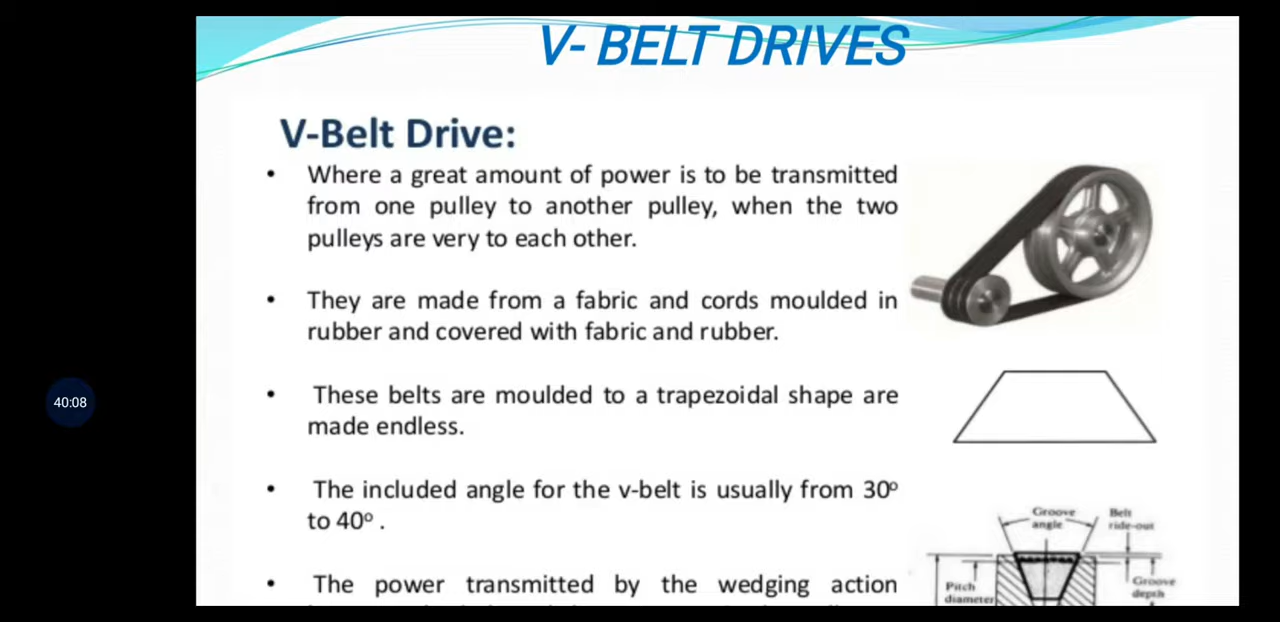 V- BELT DRIVES
V-Belt Drive:
• Where a great amount of power is to be transmitted
from one pulley to another pulley, when the two
pulleys are very to each other.
• They are made from a fabric and cords moulded in
rubber and covered with fabric and rubber.
• These belts are moulded to a trapezoidal shape are
made endless.
• The included angle for the v-belt is usually from 30º
to 40º .
• The power transmitted by the wedging action
40:08
Groove
angle
Belt
ride-out
Pitch
diameter
Groove
depth